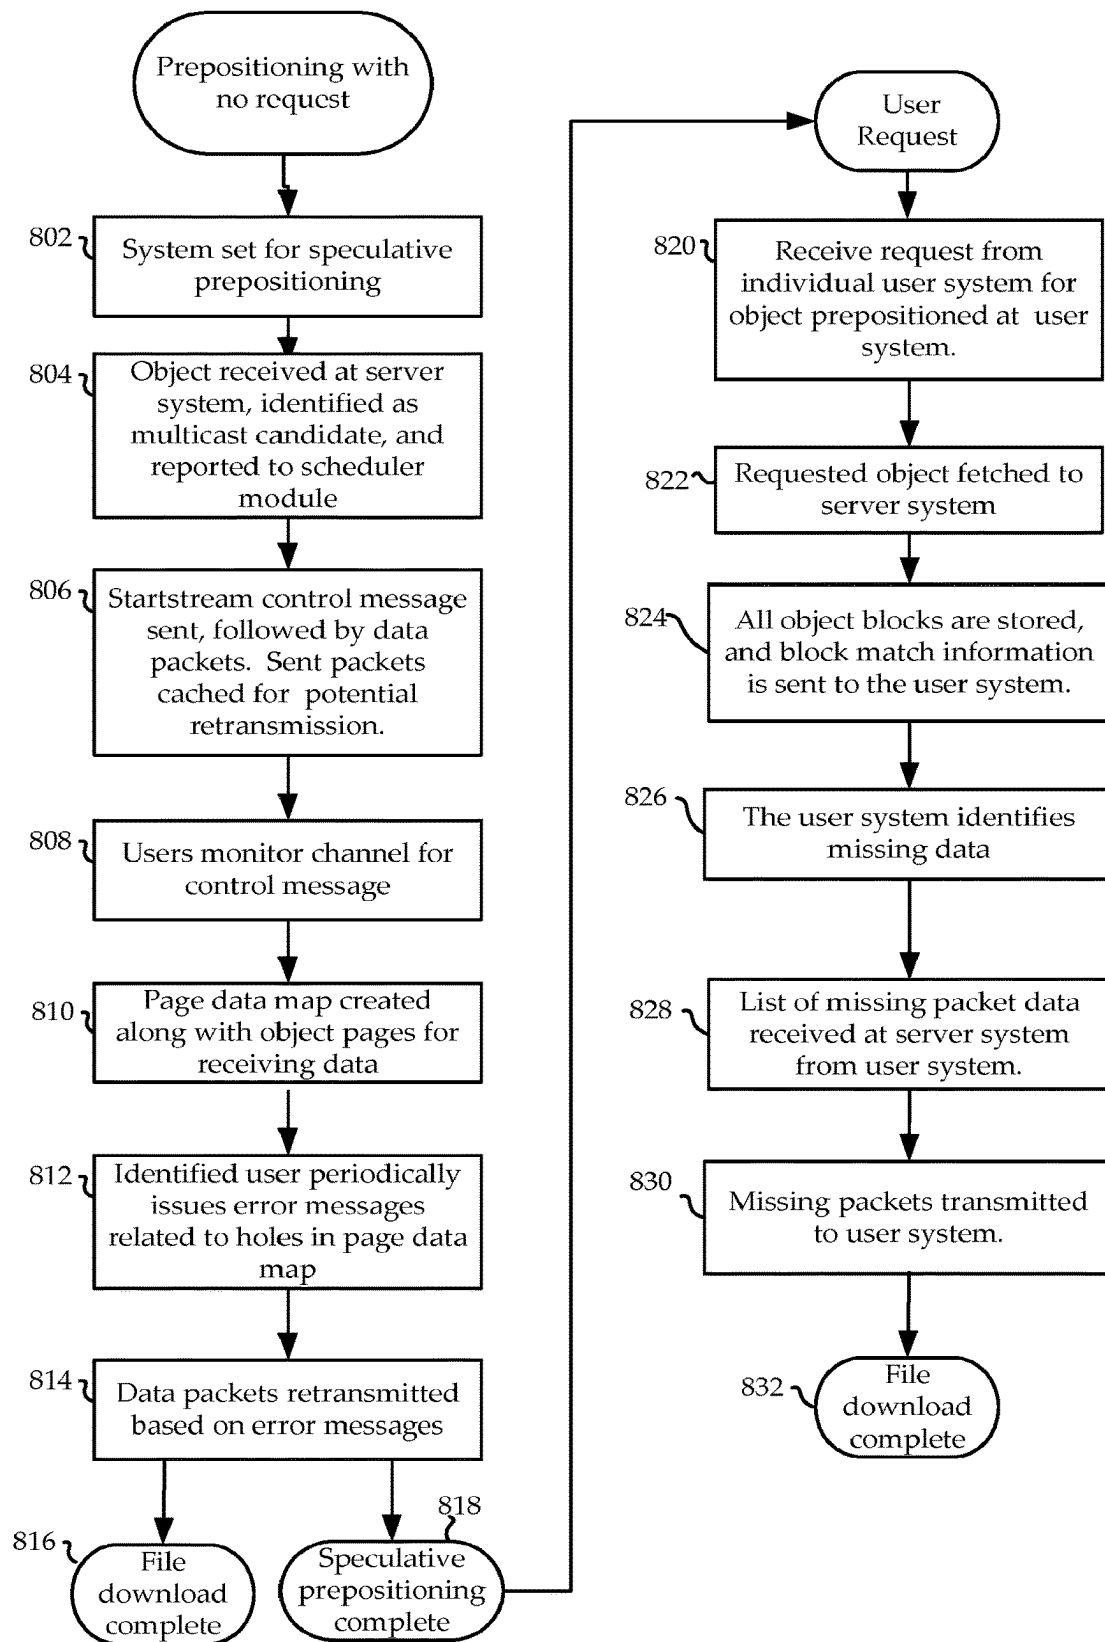 Prepositioning with
no request
802
System set for speculative
prepositioning
804
Object received at server
system, identified as
multicast candidate, and
reported to scheduler
module
806
Startstream control message
sent, followed by data
packets. Sent packets
cached for potential
retransmission.
808
Users monitor channel for
control message
810
Page data map created
along with object pages for
receiving data
812
Identified user periodically
issues error messages
related to holes in page data
map
814
Data packets retransmitted
based on error messages
816
File
download
complete
818
Speculative
prepositioning
complete
User
Request
820
Receive request from
individual user system for
object prepositioned at user
system.
822
Requested object fetched to
server system
824
All object blocks are stored,
and block match information
is sent to the user system.
826
The user system identifies
missing data
828
List of missing packet data
received at server system
from user system.
830
Missing packets transmitted
to user system.
832
File
download
complete